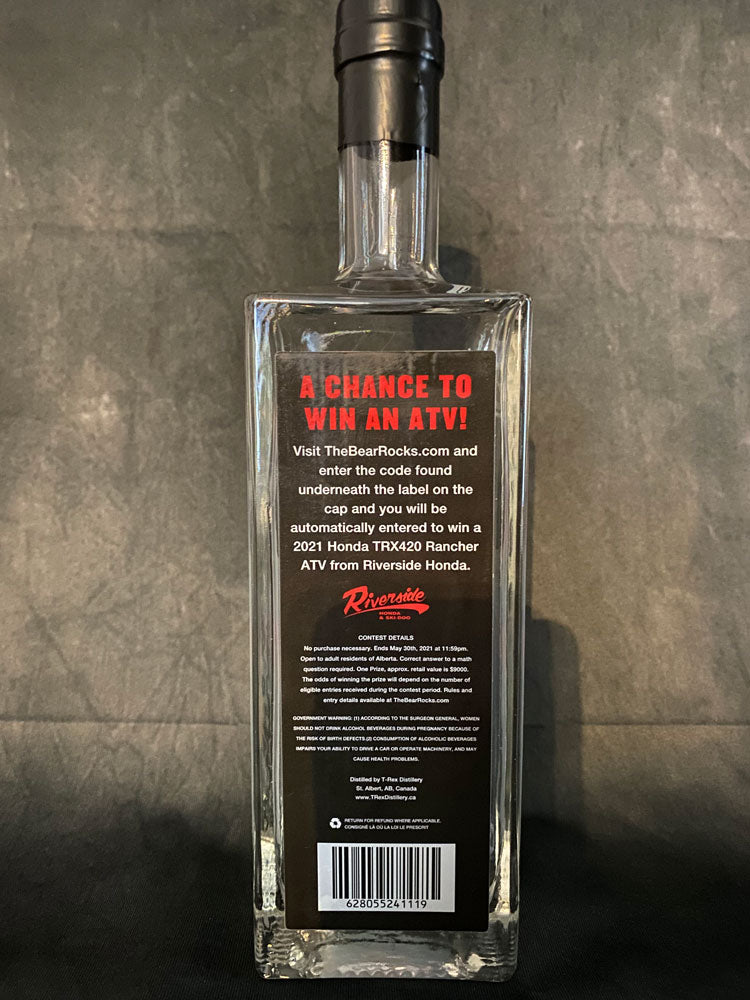 A CHANCE TO
WIN AN ATV!
Visit TheBearRocks.com and
enter the code found
underneath the label on the
cap and you will be
automatically entered to win a
2021 Honda TRX420 Rancher
ATV from Riverside Honda.
Riverside
HONDA
& SKI-DOO
CONTEST DETAILS
No purchase necessary. Ends May 30th, 2021 at 11:59pm.
Open to adult residents of Alberta. Correct answer to a math
question required. One Prize, approx. retail value is $9000.
The odds of winning the prize will depend on the number of
eligible entries received during the contest period. Rules and
entry details available at TheBearRocks.com
GOVERNMENT WARNING: (1) ACCORDING TO THE SURGEON GENERAL, WOMEN
SHOULD NOT DRINK ALCOHOL BEVERAGES DURING PREGNANCY BECAUSE OF
THE RISK OF BIRTH DEFECTS.(2) CONSUMPTION OF ALCOHOLIC BEVERAGES
IMPAIRS YOUR ABILITY TO DRIVE A CAR OR OPERATE MACHINERY, AND MAY
CAUSE HEALTH PROBLEMS.
Distilled by T-Rex Distillery
St. Albert, AB, Canada
www.TRexDistillery.ca
RETURN FOR REFUND WHERE APPLICABLE.
CONSIGNÉ LÀ OÙ LA LOI LE PRESCRIT
628055241119